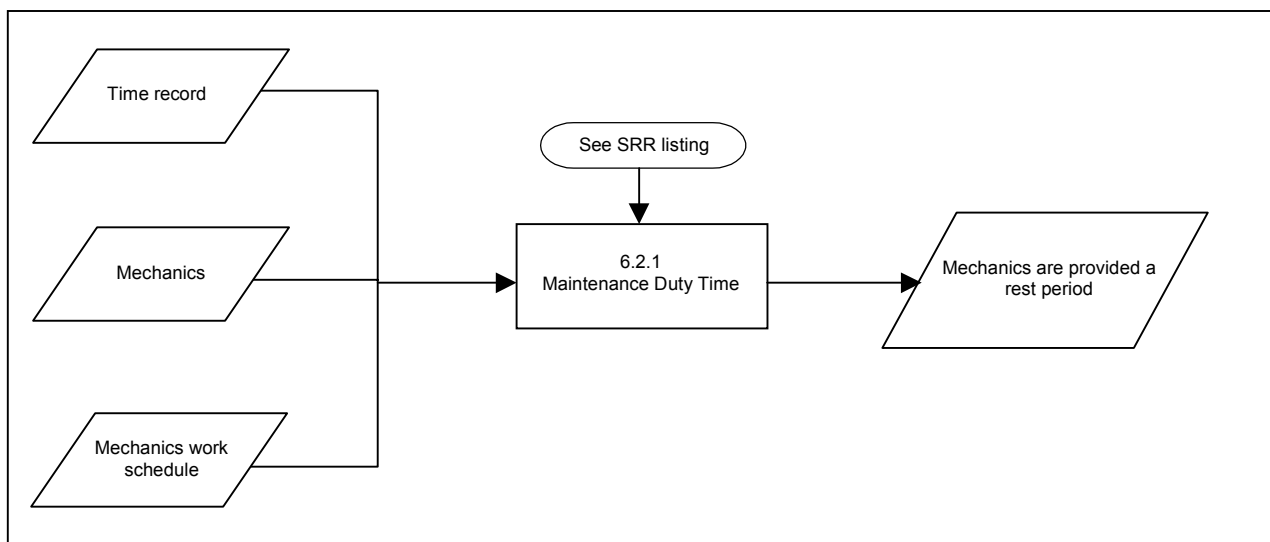 Time record
See SRR listing
Mechanics
6.2.1
Maintenance Duty Time
Mechanics are provided a
rest period
Mechanics work
schedule